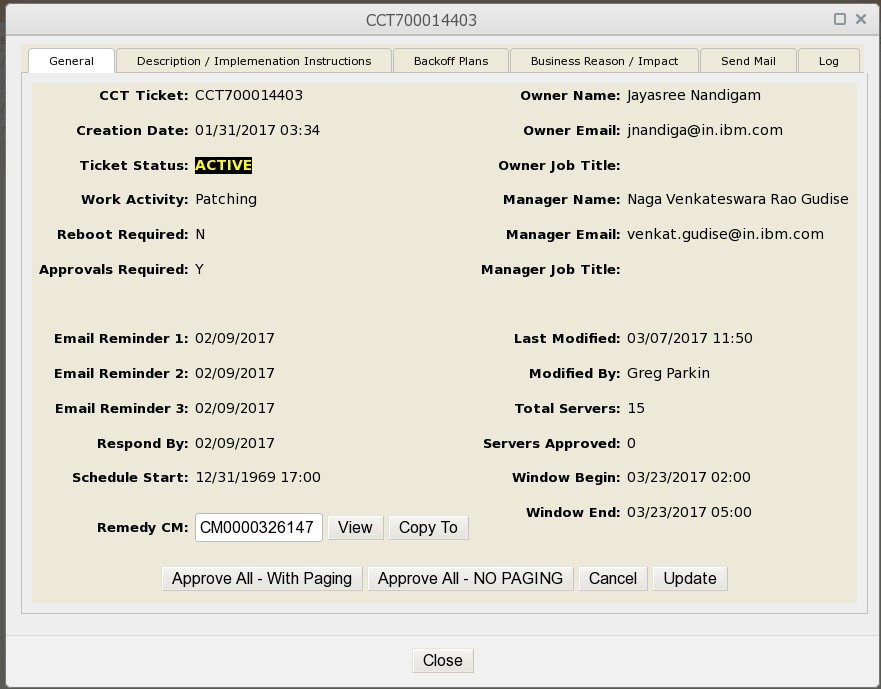 CCT700014403
General
Description / Implemenation Instructions
Backoff Plans
Business Reason / Impact
Send Mail
Log
CCT Ticket: CCT700014403
Owner Name: Jayasree Nandigam
Creation Date: 01/31/2017 03:34
Owner Email: jnandiga@in.ibm.com
Ticket Status: ACTIVE
Owner Job Title:
Work Activity: Patching
Manager Name: Naga Venkateswara Rao Gudise
Reboot Required: N
Manager Email: venkat.gudise@in.ibm.com
Approvals Required: Y
Manager Job Title:
Email Reminder 1: 02/09/2017
Last Modified: 03/07/2017 11:50
Email Reminder 2: 02/09/2017
Modified By: Greg Parkin
Email Reminder 3: 02/09/2017
Total Servers: 15
Respond By: 02/09/2017
Servers Approved: 0
Schedule Start: 12/31/1969 17:00
Window Begin: 03/23/2017 02:00
Window End: 03/23/2017 05:00
Remedy CM: CM0000326147 View Copy To
Approve All - With Paging Approve All - NO PAGING Cancel Update
Close